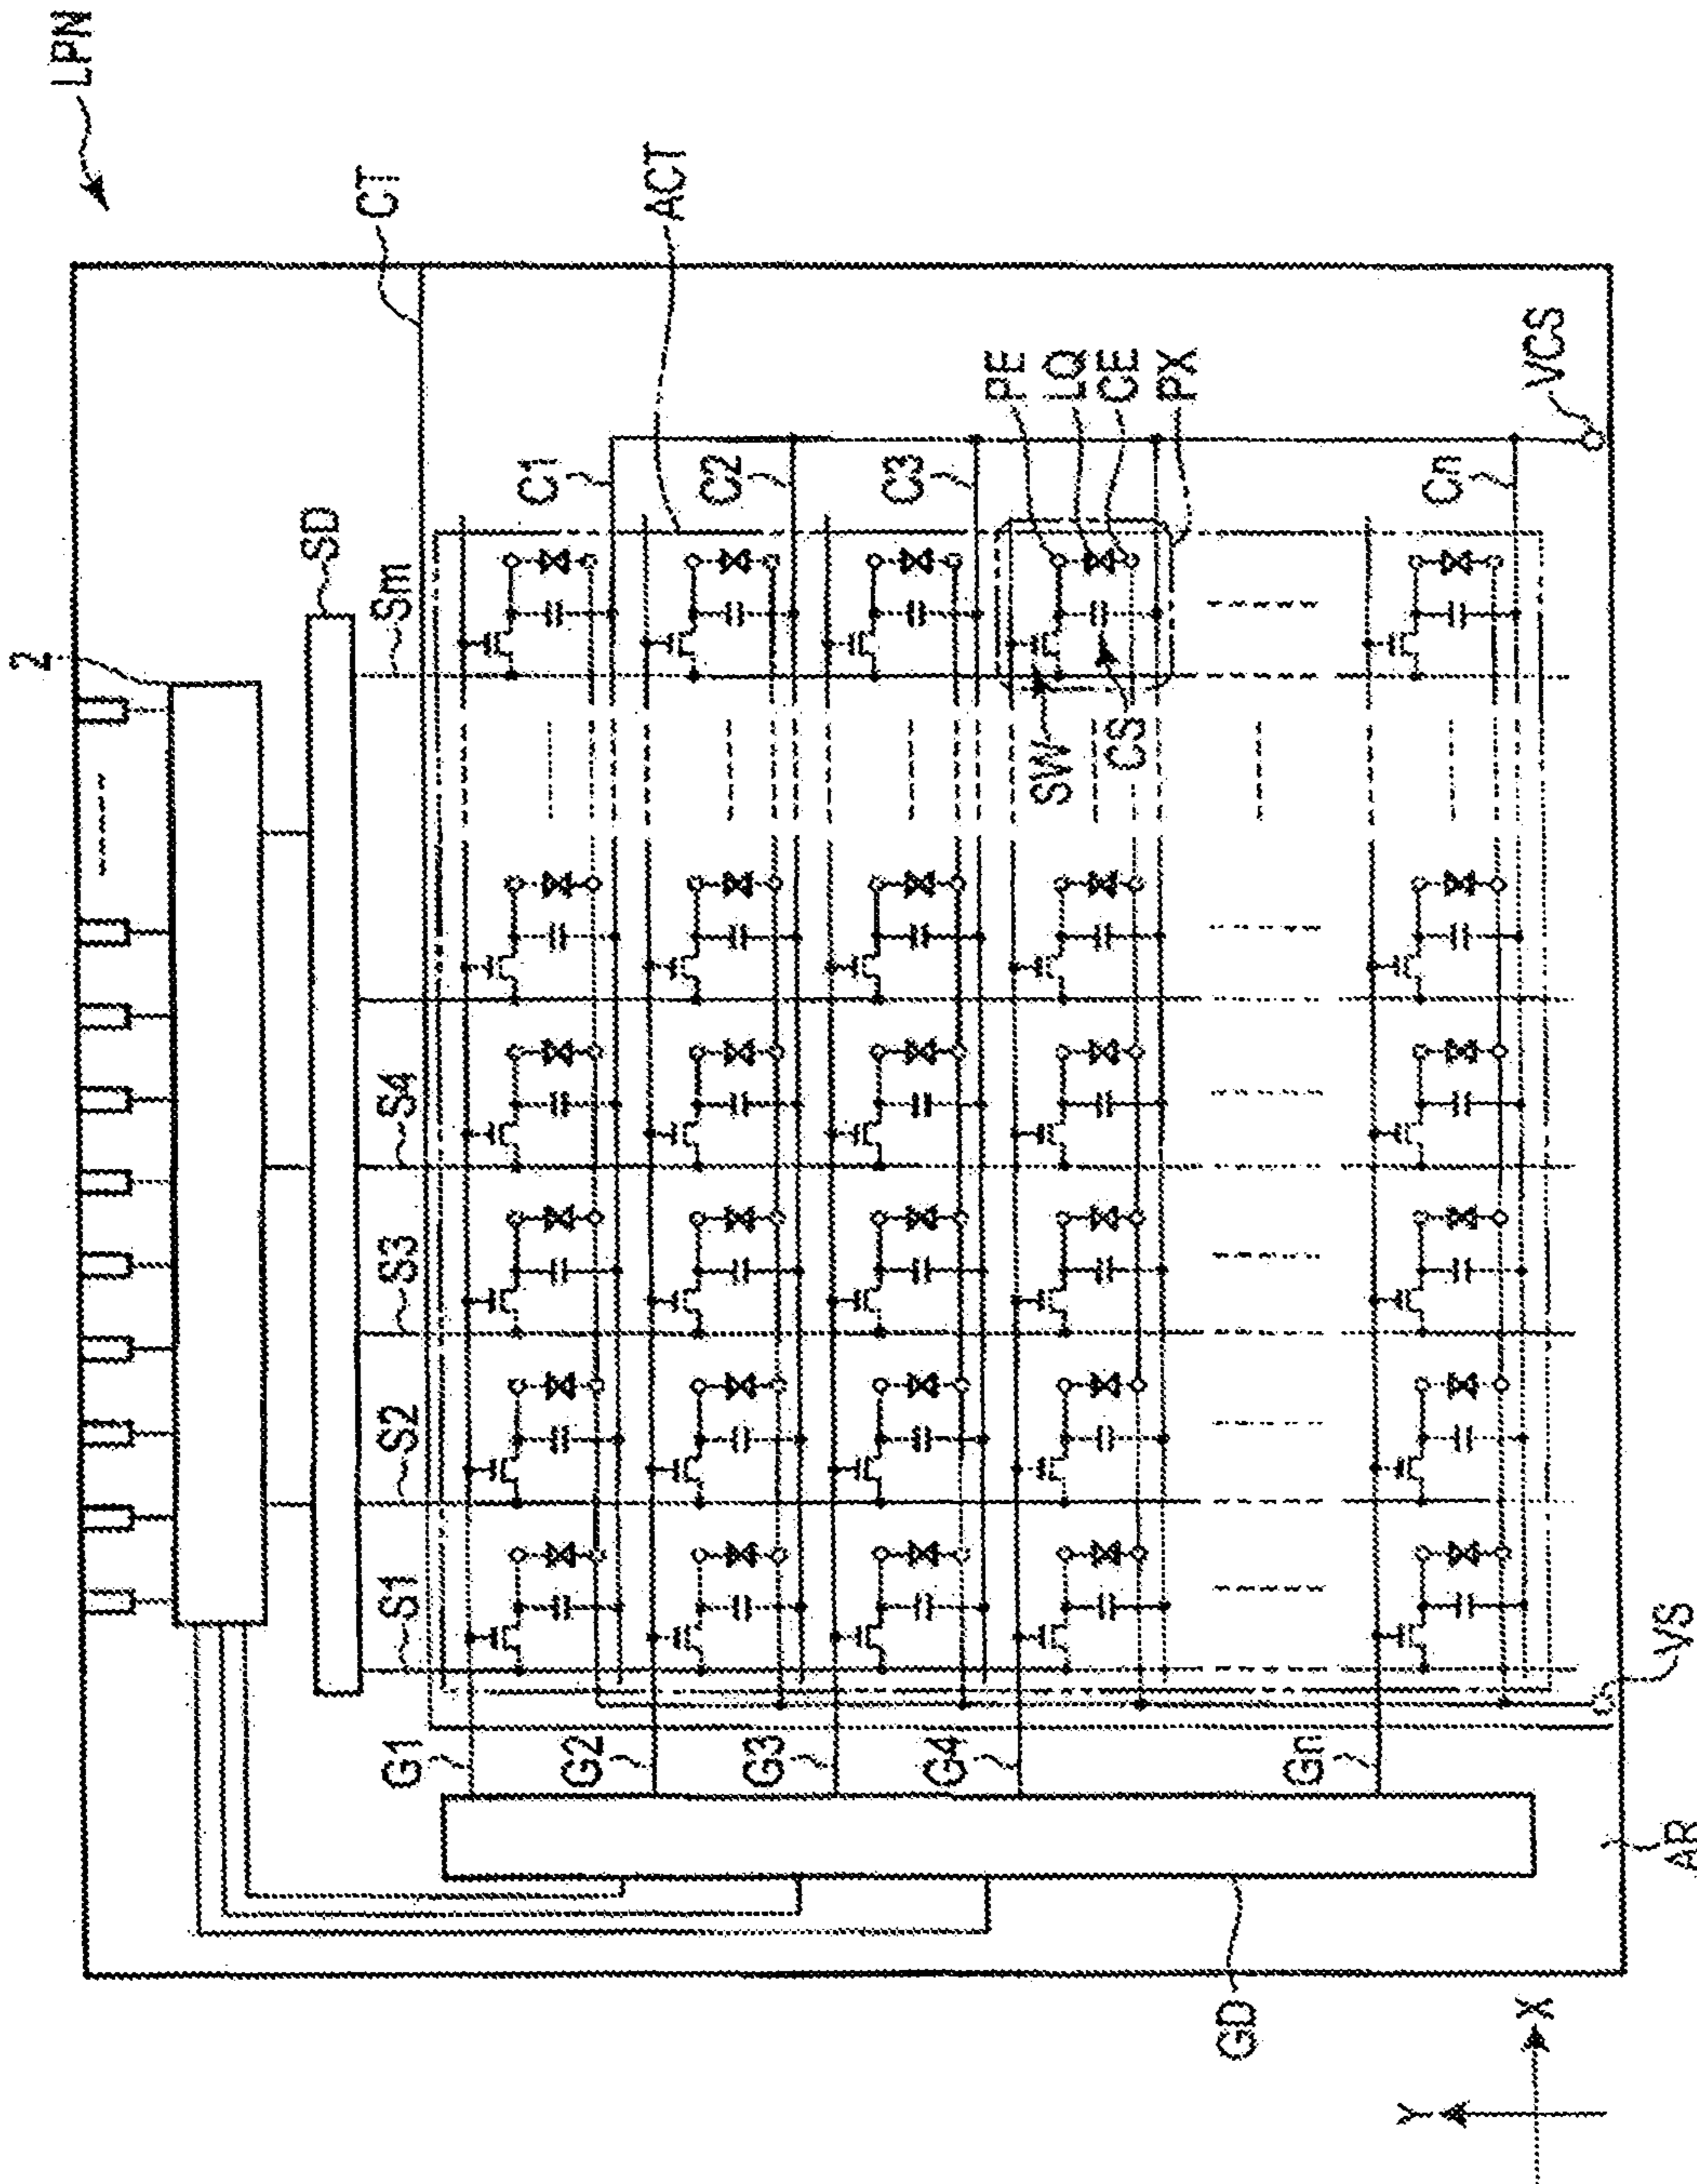 LPN
CT
ACT
2
SD
Sm
S4
S3
S2
S1
C1
C2
C3
Cn
PE
LQ
CE
PX
SW
CS
VCS
G1
G2
G3
G4
Gn
VS
AR
GD
X
Y